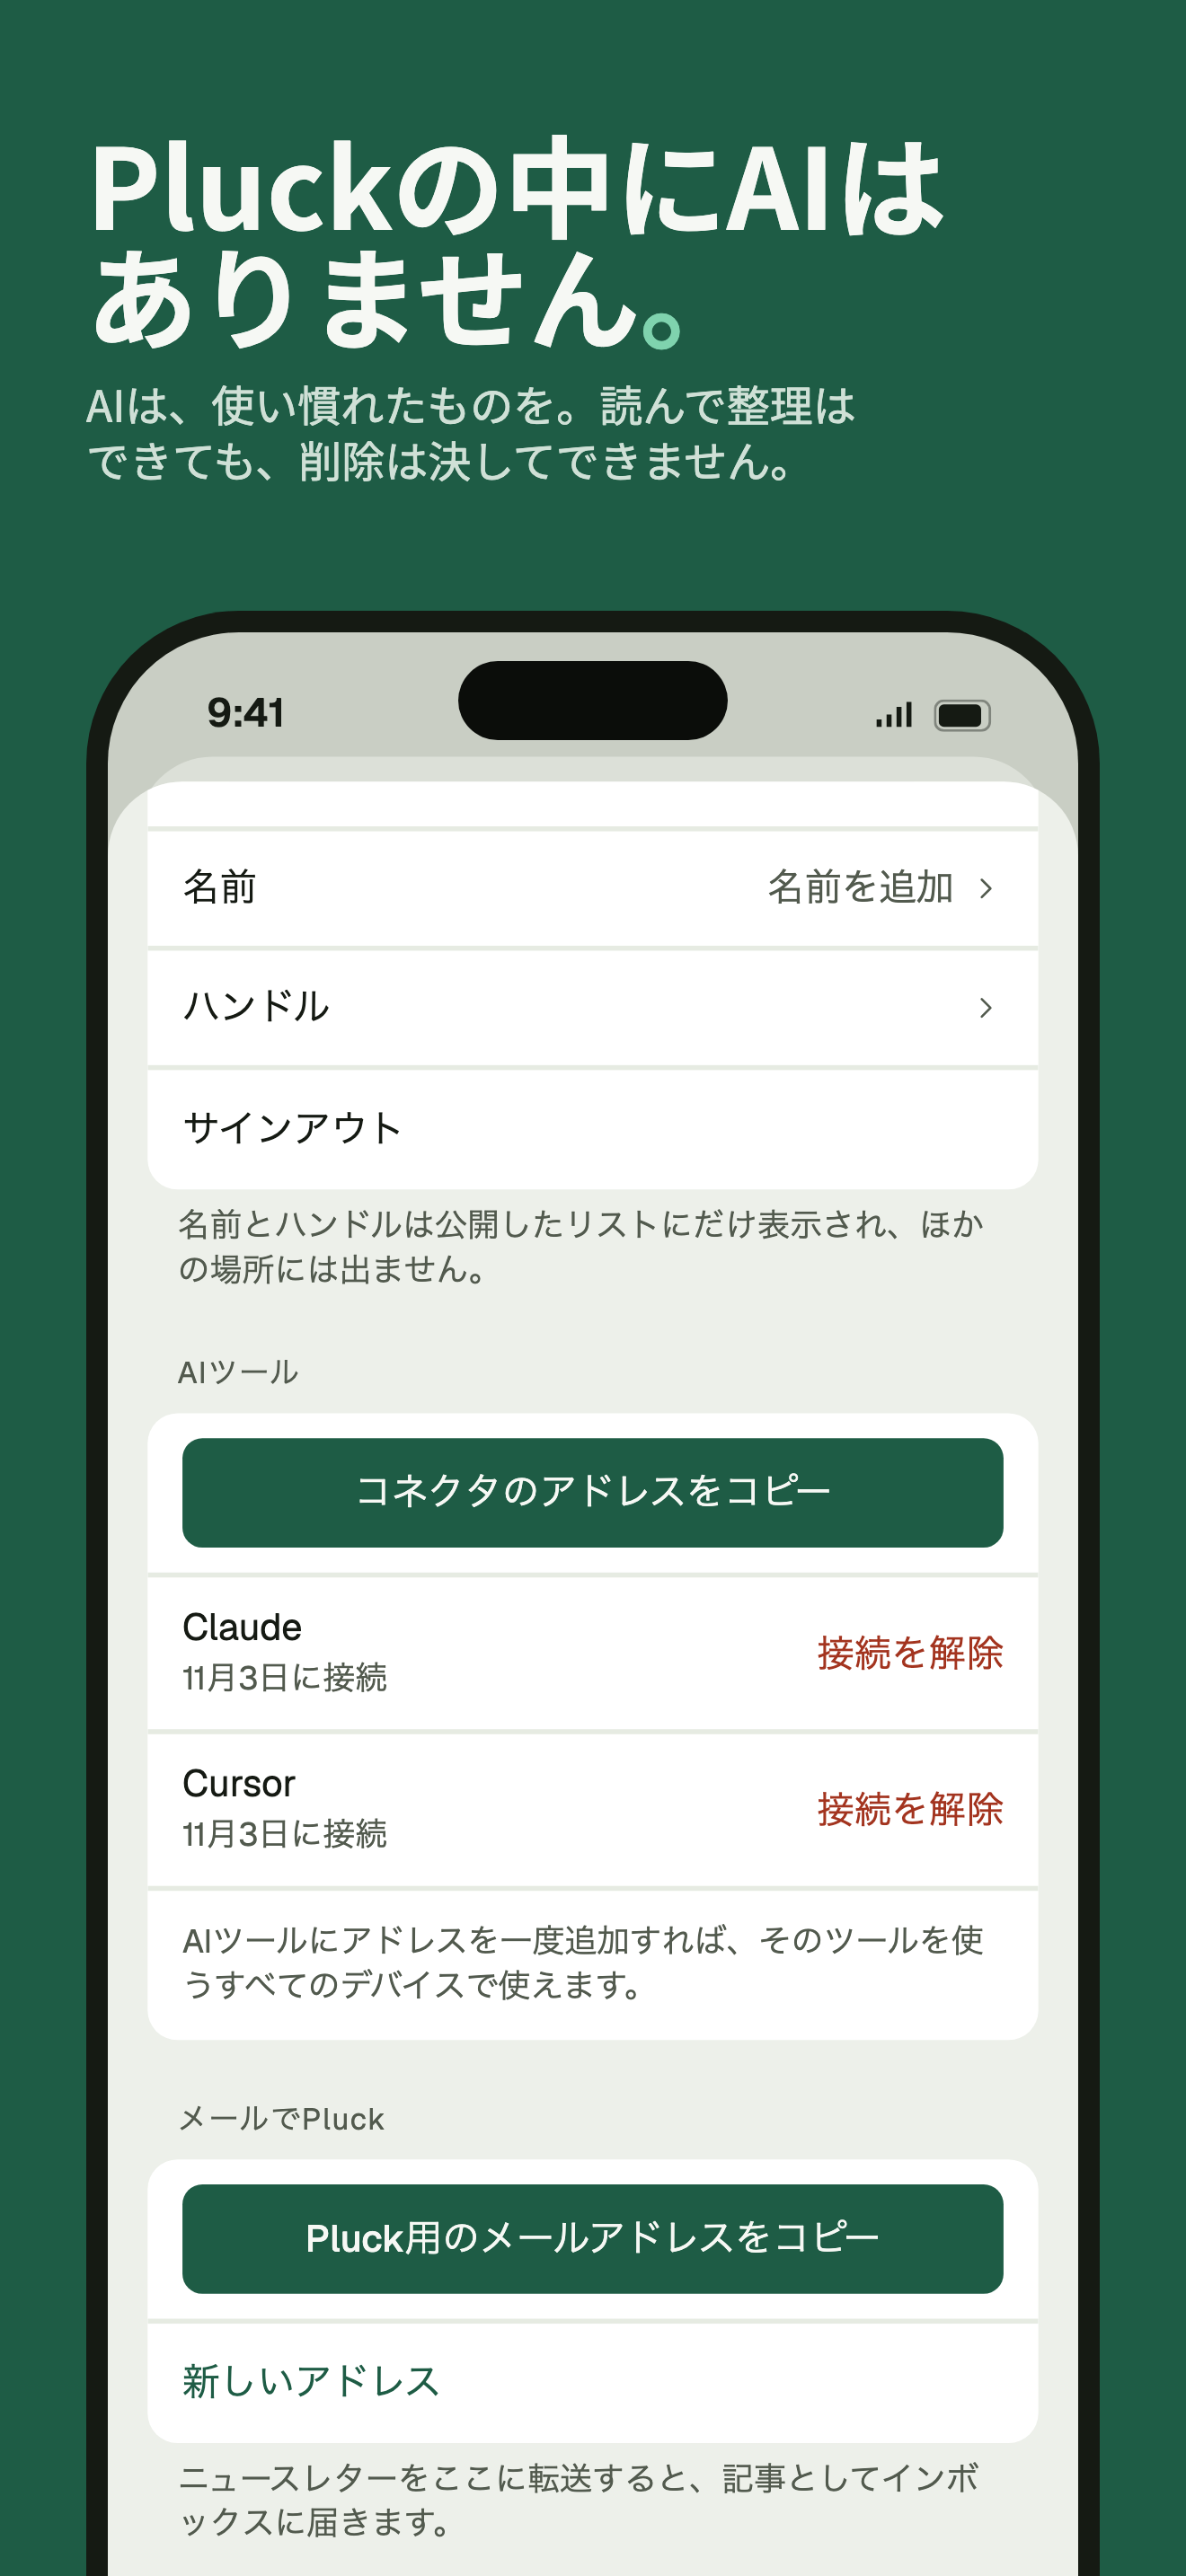 Pluckの中にAIは
ありません。
AIは、使い慣れたものを。読んで整理は
できても、削除は決してできません。
9:41
名前
名前を追加
ハンドル
サインアウト
名前とハンドルは公開したリストにだけ表示され、ほか
の場所には出ません。
AIツール
コネクタのアドレスをコピー
Claude
11月3日に接続
接続を解除
Cursor
11月3日に接続
接続を解除
AIツールにアドレスを一度追加すれば、そのツールを使
うすべてのデバイスで使えます。
メールでPluck
Pluck用のメールアドレスをコピー
新しいアドレス
ニュースレターをここに転送すると、記事としてインボ
ックスに届きます。